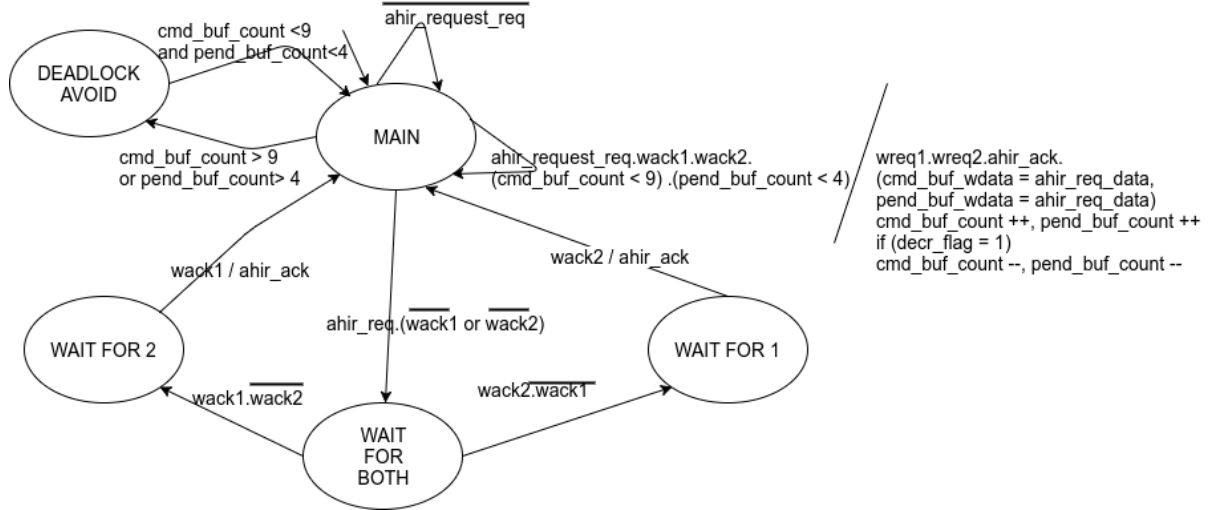 ahir_request_req
cmd_buf_count <9
and pend_buf_count<4
DEADLOCK
AVOID
MAIN
cmd_buf_count > 9
or pend_buf_count> 4
ahir_request_req.wack1.wack2.
(cmd_buf_count < 9) .(pend_buf_count < 4)
wreq1.wreq2.ahir_ack.
(cmd_buf_wdata = ahir_req_data,
pend_buf_wdata = ahir_req_data)
cmd_buf_count ++, pend_buf_count ++
if (decr_flag = 1)
cmd_buf_count --, pend_buf_count --
wack1 / ahir_ack
wack2 / ahir_ack
ahir_req.(wack1 or wack2)
WAIT FOR 2
WAIT FOR 1
wack1.wack2
wack2.wack1
WAIT
FOR
BOTH